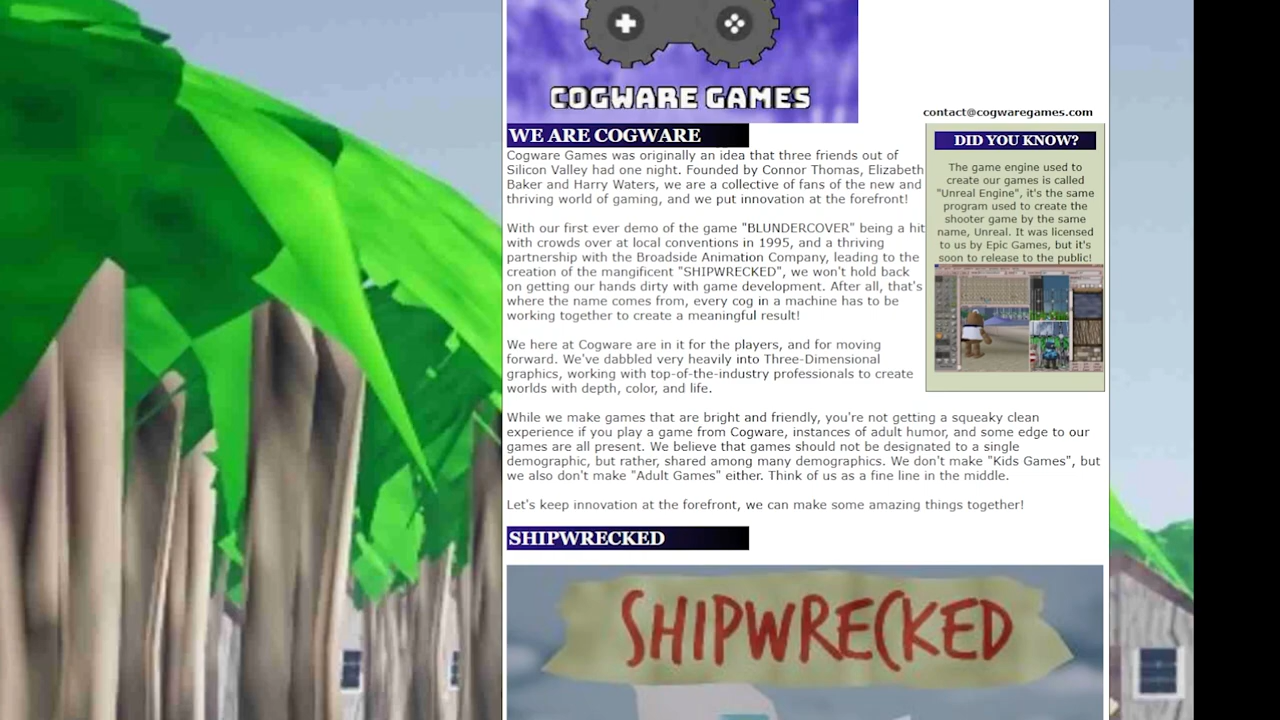 COGWARE GAMES
contact@cogwaregames.com
WE ARE COGWARE
Cogware Games was originally an idea that three friends out of
Silicon Valley had one night. Founded by Connor Thomas, Elizabeth
Baker and Harry Waters, we are a collective of fans of the new and
thriving world of gaming, and we put innovation at the forefront!
With our first ever demo of the game "BLUNDERCOVER" being a hit
with crowds over at local conventions in 1995, and a thriving
partnership with the Broadside Animation Company, leading to the
creation of the mangificent "SHIPWRECKED", we won't hold back
on getting our hands dirty with game development. After all, that's
where the name comes from, every cog in a machine has to be
working together to create a meaningful result!
We here at Cogware are in it for the players, and for moving
forward. We've dabbled very heavily into Three-Dimensional
graphics, working with top-of-the-industry professionals to create
worlds with depth, color, and life.
While we make games that are bright and friendly, you're not getting a squeaky clean
experience if you play a game from Cogware, instances of adult humor, and some edge to our
games are all present. We believe that games should not be designated to a single
demographic, but rather, shared among many demographics. We don't make "Kids Games", but
we also don't make "Adult Games" either. Think of us as a fine line in the middle.
Let's keep innovation at the forefront, we can make some amazing things together!
DID YOU KNOW?
The game engine used to
create our games is called
"Unreal Engine", it's the same
program used to create the
shooter game by the same
name, Unreal. It was licensed
to us by Epic Games, but it's
soon to release to the public!
SHIPWRECKED
SHIPWRECKED